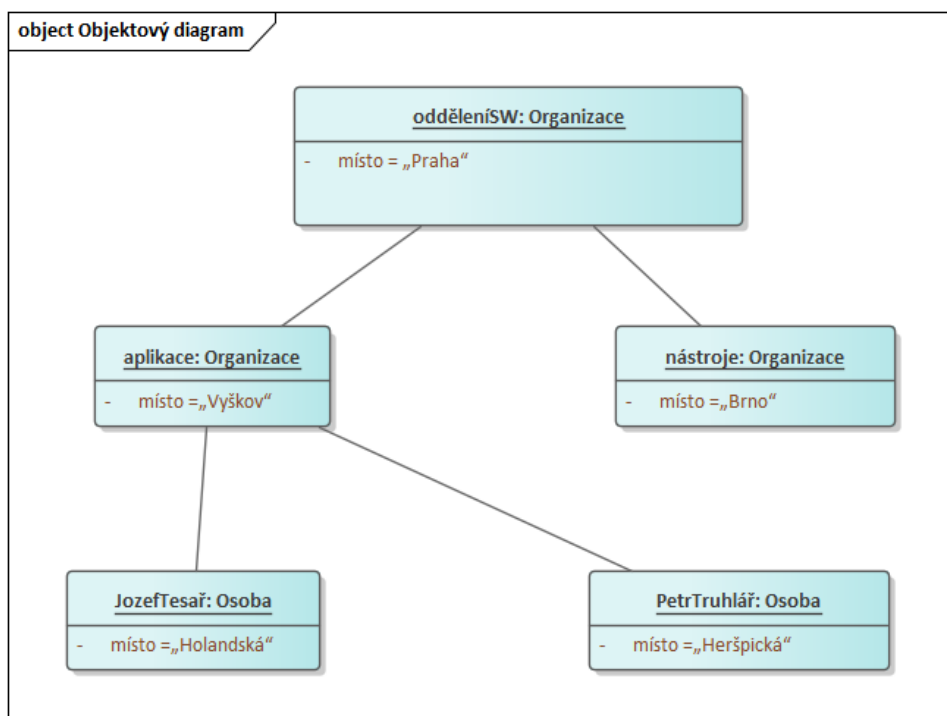 object Objektový diagram
odděleníSW: Organizace
- místo = „Praha“
aplikace: Organizace
- místo =„Vyškov“
nástroje: Organizace
- místo =„Brno“
JozefTesař: Osoba
- místo =„Holandská“
PetrTruhlář: Osoba
- místo =„Heršpická“